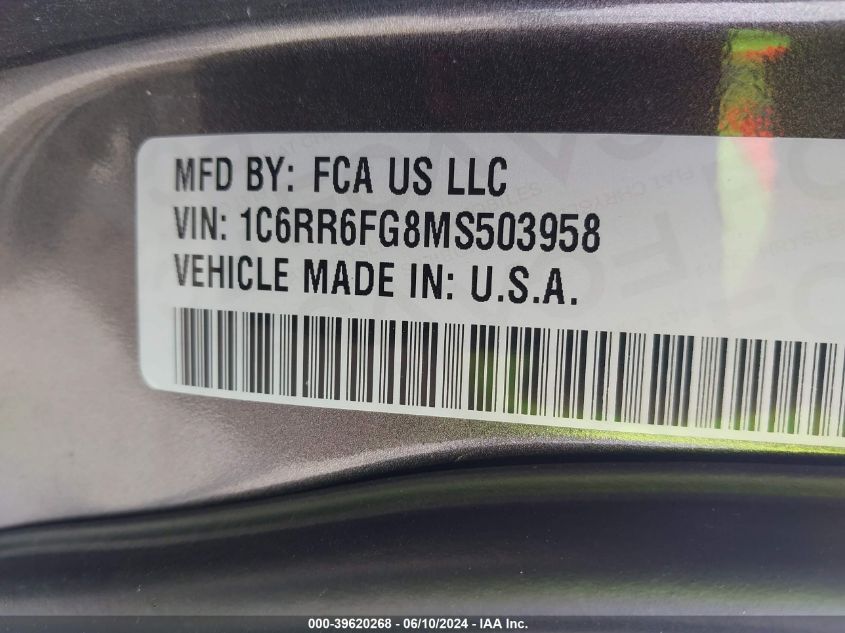 MFD BY: FCA US LLC
VIN: 1C6RR6FG8MS503958
VEHICLE MADE IN: U.S.A.
000-39620268 - 06/10/2024 - IAA Inc.